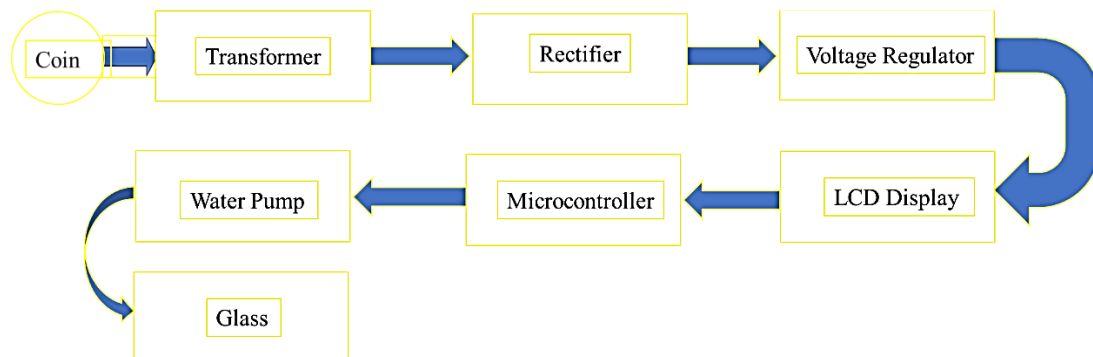 Coin
Transformer
Rectifier
Voltage Regulator
LCD Display
Microcontroller
Water Pump
Glass